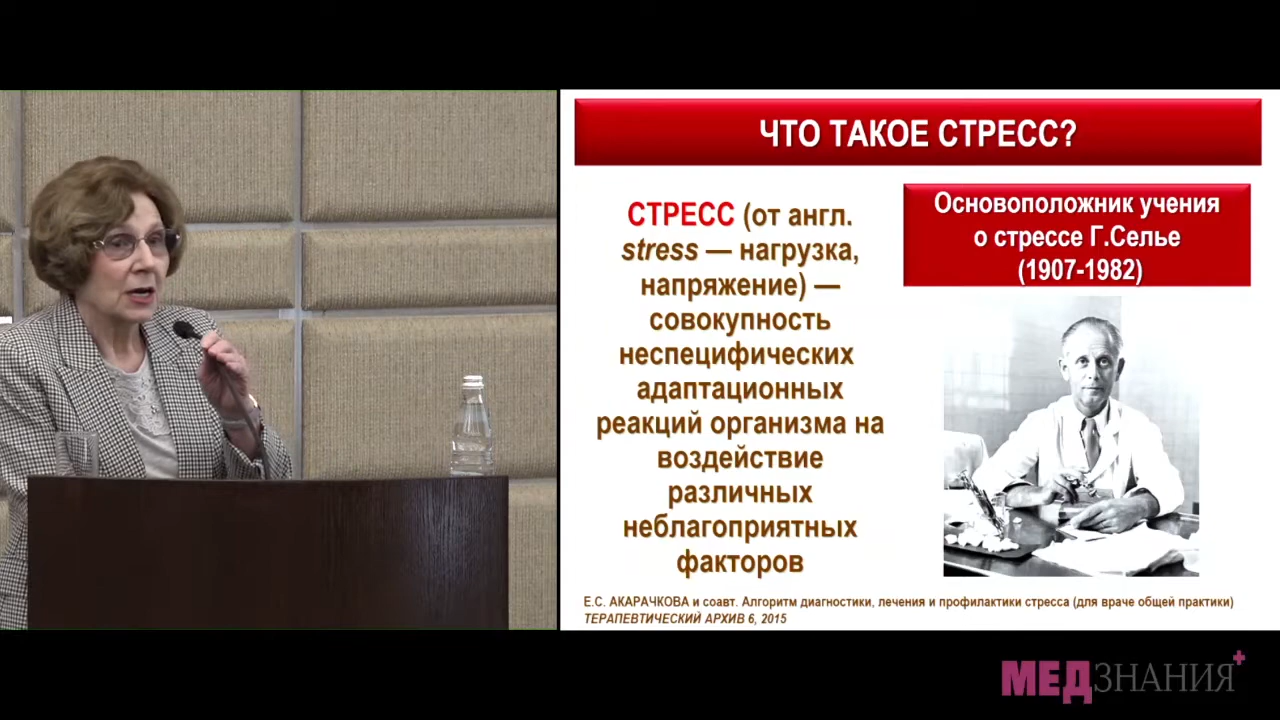 ЧТО ТАКОЕ СТРЕСС?
СТРЕСС (от англ.
stress — нагрузка,
напряжение) —
совокупность
неспецифических
адаптационных
реакций организма на
воздействие
различных
неблагоприятных
факторов
Основоположник учения
о стрессе Г.Селье
(1907-1982)
Е.С. АКАРАЧКОВА и соавт. Алгоритм диагностики, лечения и профилактики стресса (для враче общей практики)
ТЕРАПЕВТИЧЕСКИЙ АРХИВ 6, 2015
МЕДЗНАНИЯ+